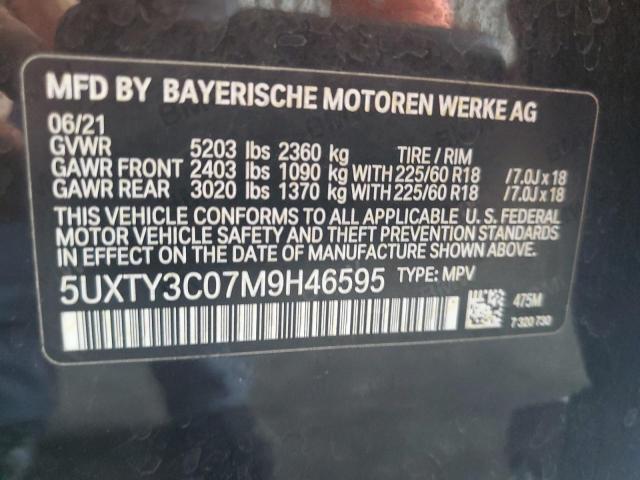 MFD BY BAYERISCHE MOTOREN WERKE AG
06/21
GVWR 5203 lbs 2360 kg TIRE / RIM
GAWR FRONT 2403 lbs 1090 kg WITH 225/60 R18 /7.0J x 18
GAWR REAR 3020 lbs 1370 kg WITH 225/60 R18 /7.0J x 18
THIS VEHICLE CONFORMS TO ALL APPLICABLE U. S. FEDERAL
MOTOR VEHICLE SAFETY AND THEFT PREVENTION STANDARDS
IN EFFECT ON THE DATE OF MANUFACTURE SHOWN ABOVE.
5UXTY3C07M9H46595 TYPE: MPV
475M
7 320 730